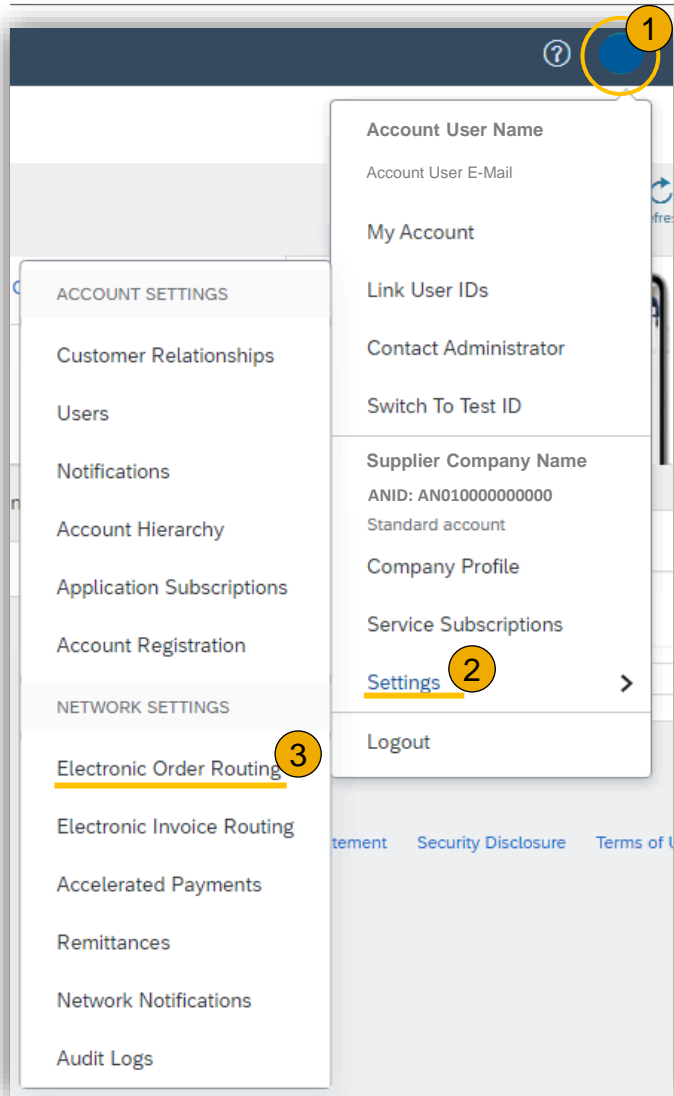 1
?
Account User Name
Account User E-Mail
My Account
Link User IDs
Contact Administrator
Switch To Test ID
Supplier Company Name
ANID: AN010000000000
Standard account
Company Profile
Service Subscriptions
Settings 2
Logout
ACCOUNT SETTINGS
Customer Relationships
Users
Notifications
Account Hierarchy
Application Subscriptions
Account Registration
NETWORK SETTINGS
Electronic Order Routing 3
Electronic Invoice Routing
Accelerated Payments
Remittances
Network Notifications
Audit Logs
tement Security Disclosure Terms of